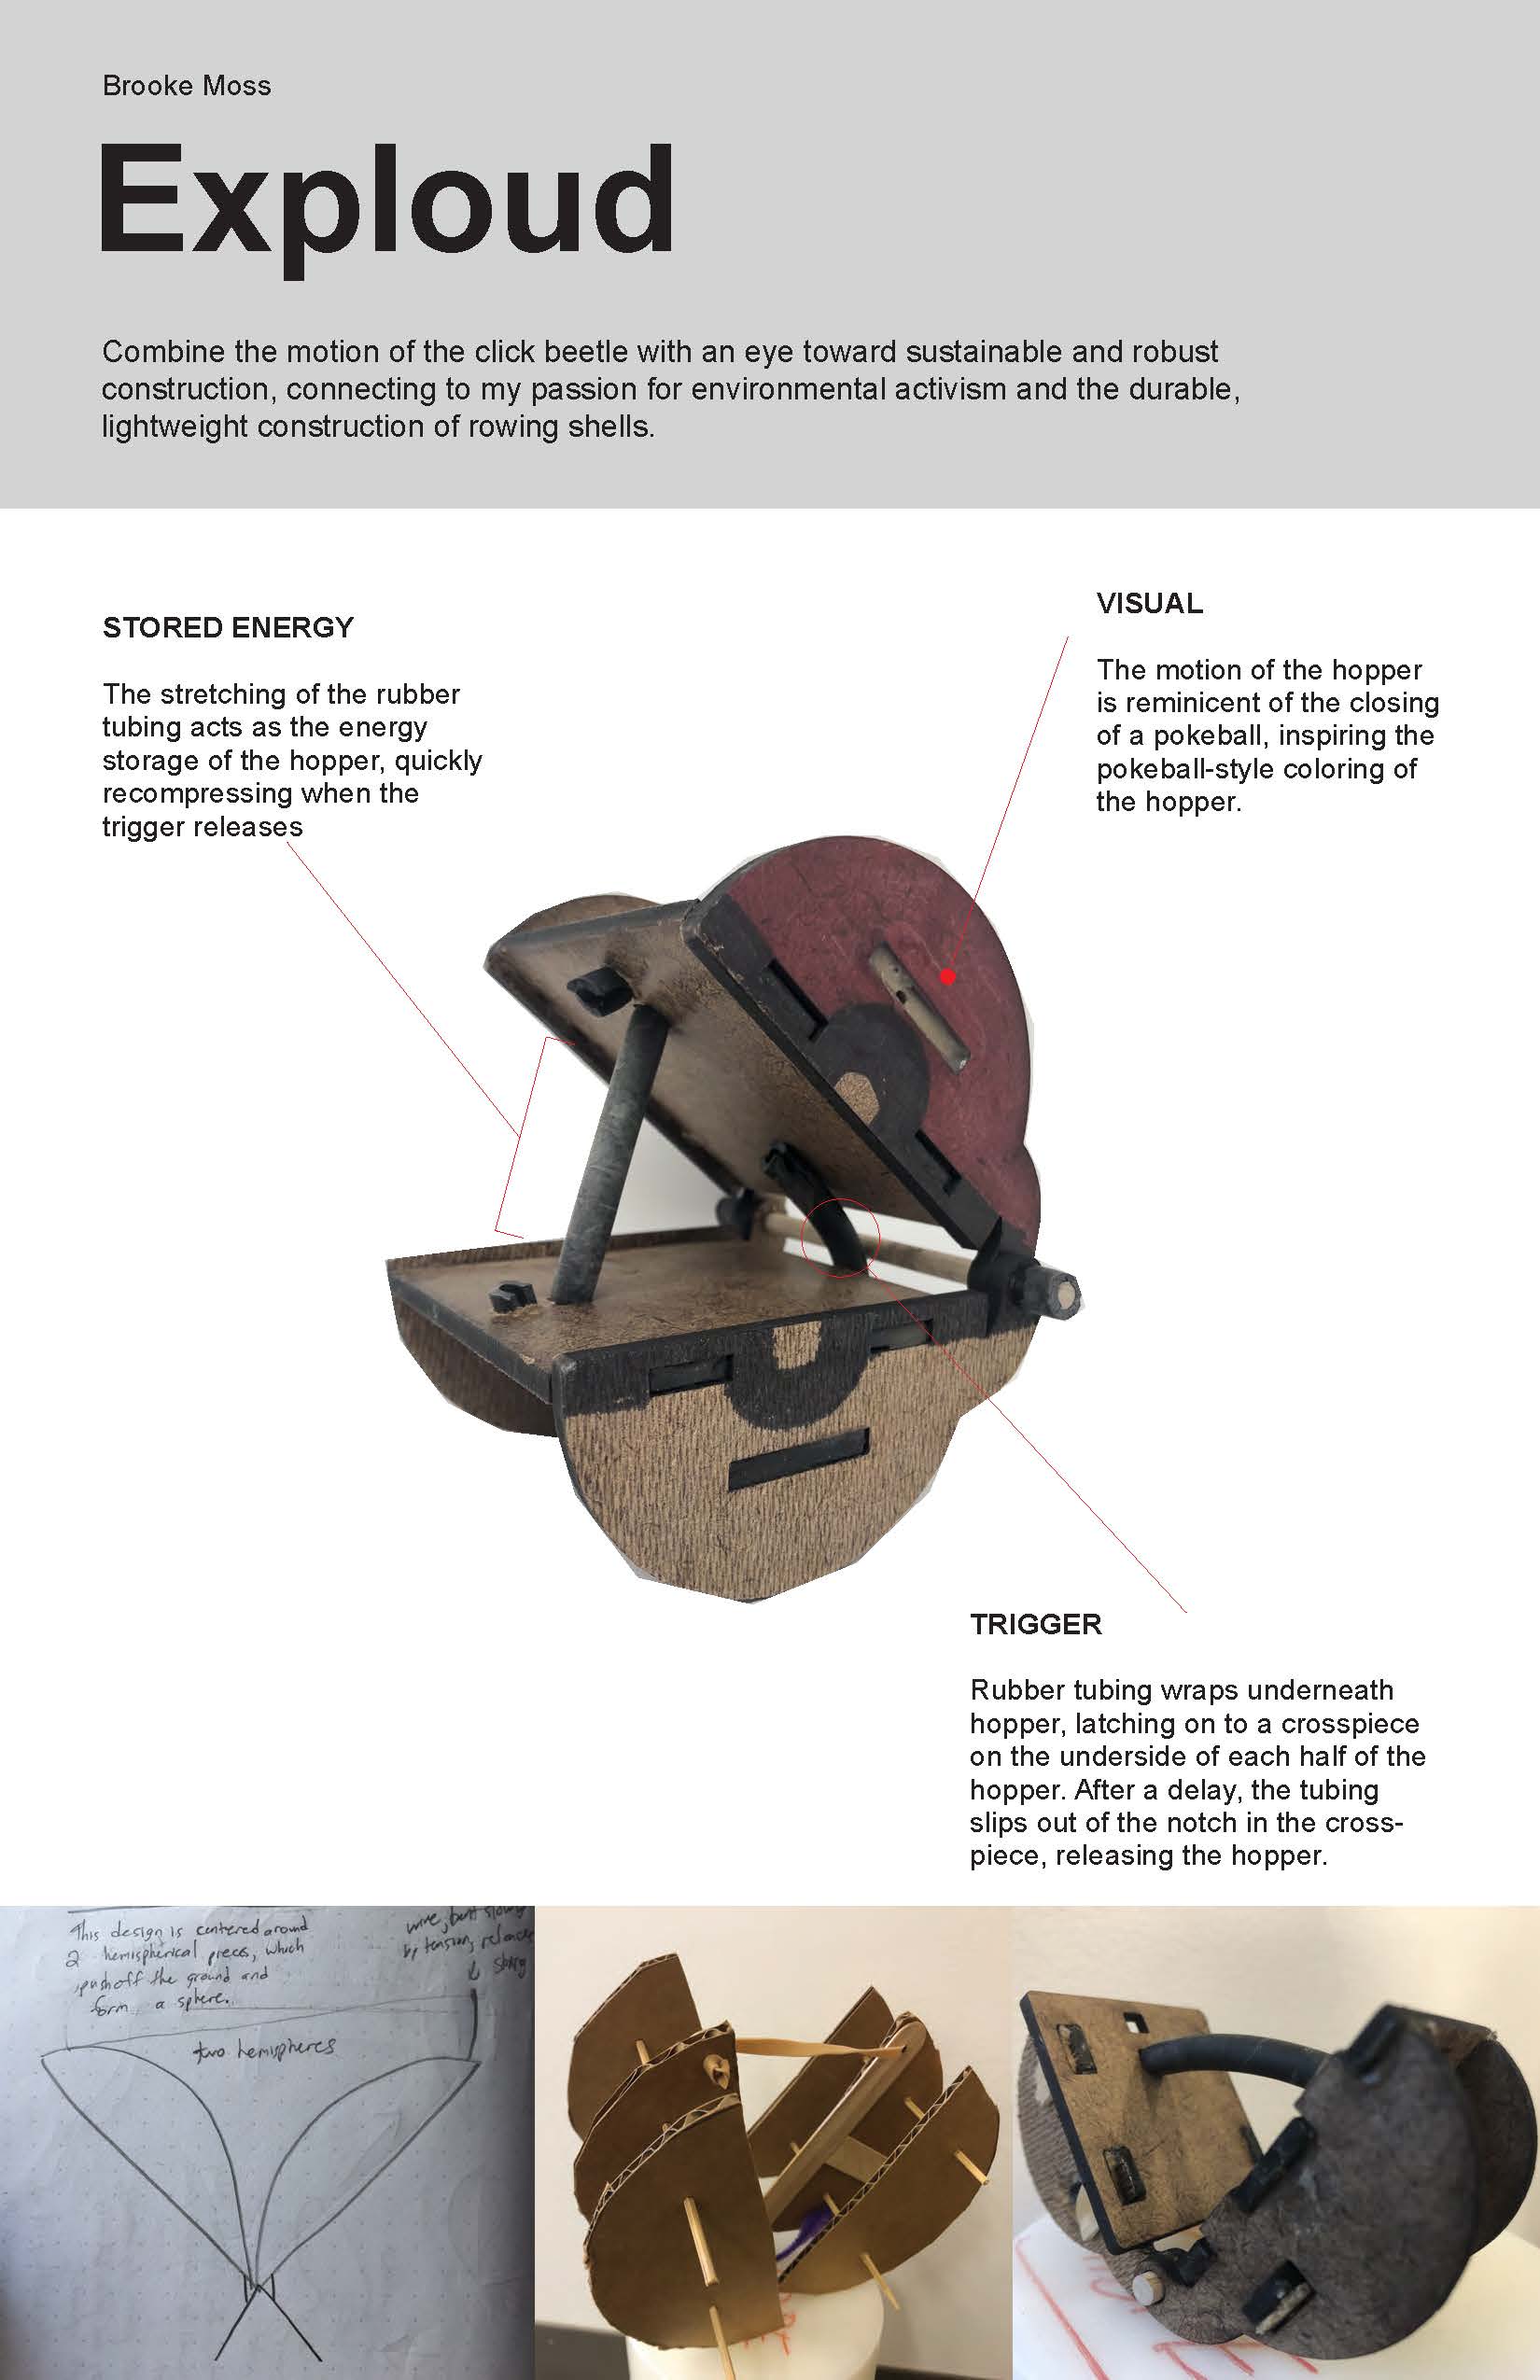 Brooke Moss
Exploud
Combine the motion of the click beetle with an eye toward sustainable and robust
construction, connecting to my passion for environmental activism and the durable,
lightweight construction of rowing shells.
STORED ENERGY
The stretching of the rubber
tubing acts as the energy
storage of the hopper, quickly
recompressing when the
trigger releases
VISUAL
The motion of the hopper
is reminicent of the closing
of a pokeball, inspiring the
pokeball-style coloring of
the hopper.
TRIGGER
Rubber tubing wraps underneath
hopper, latching on to a crosspiece
on the underside of each half of the
hopper. After a delay, the tubing
slips out of the notch in the cross-
piece, releasing the hopper.
This design is centered around
2 hemispherical pieces, which
push off the ground and
form a sphere.
two hemispheres
by tension,